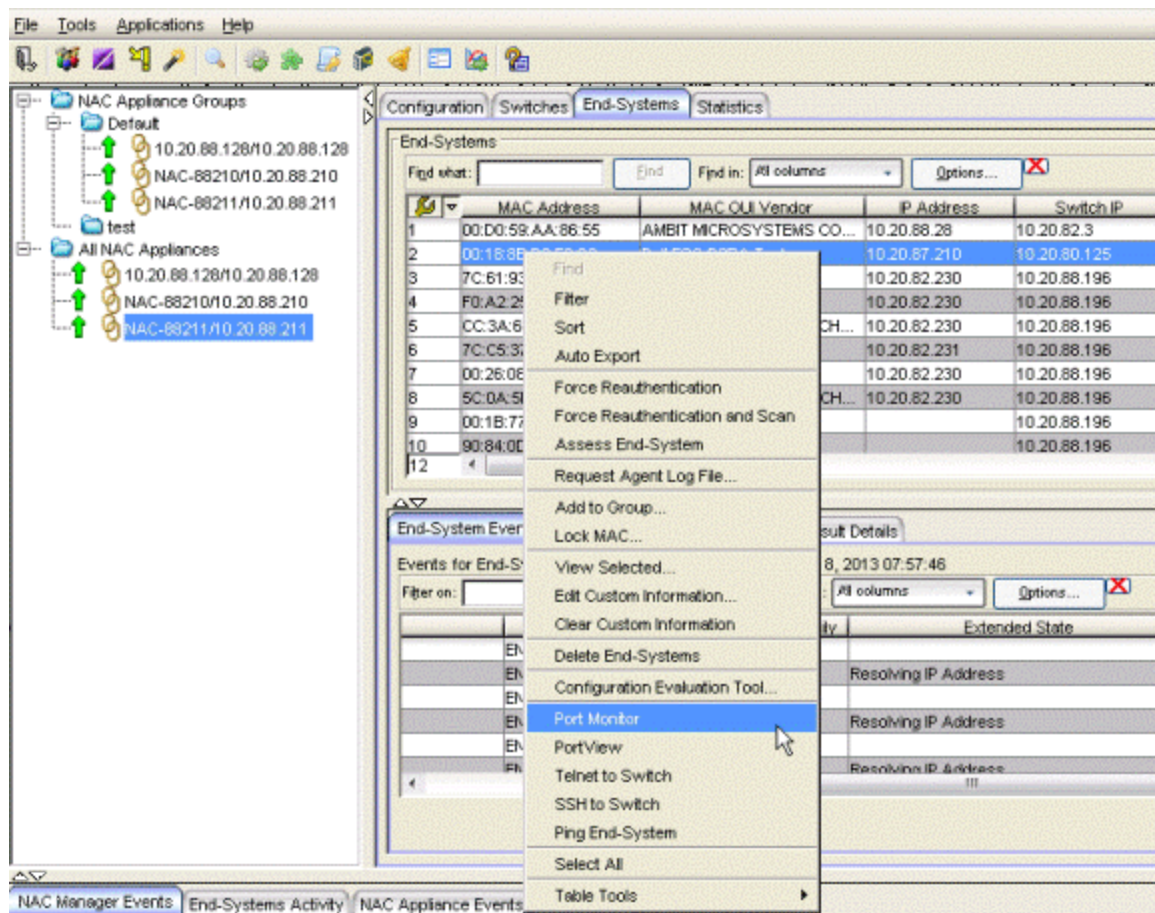 File Tools Applications Help
NAC Appliance Groups
Default
10.20.88.128/10.20.88.128
NAC-88210/10.20.88.210
NAC-88211/10.20.88.211
test
All NAC Appliances
10.20.88.128/10.20.88.128
NAC-88210/10.20.88.210
NAC-88211/10.20.88.211
Configuration Switches End-Systems Statistics
End-Systems
Find what: Find Find in: All columns Options...
MAC Address MAC OUI Vendor IP Address Switch IP
1 00:D0:59:AA:86:55 AMBIT MICROSYSTEMS CO... 10.20.88.28 10.20.82.3
2 00:18:8B 10.20.87.210 10.20.80.125
3 7C:61:93 10.20.82.230 10.20.88.196
4 F0:A2:25 10.20.82.230 10.20.88.196
5 CC:3A:6 CH... 10.20.82.230 10.20.88.196
6 7C:C5:37 10.20.82.231 10.20.88.196
7 00:26:08 10.20.82.230 10.20.88.196
8 5C:0A:5 CH... 10.20.82.230 10.20.88.196
9 00:1B:77 10.20.88.196
10 90:84:0D 10.20.88.196
12
Find
Filter
Sort
Auto Export
Force Reauthentication
Force Reauthentication and Scan
Assess End-System
Request Agent Log File...
Add to Group...
Lock MAC...
View Selected...
Edit Custom Information...
Clear Custom Information
Delete End-Systems
Configuration Evaluation Tool...
Port Monitor
PortView
Telnet to Switch
SSH to Switch
Ping End-System
Select All
Table Tools
End-System Even sult Details
Events for End-S 8, 2013 07:57:46
Filter on: : All columns Options...
ity Extended State
EN
EN Resolving IP Address
EN
EN Resolving IP Address
EN
EN Resolving IP Address
NAC Manager Events End-Systems Activity NAC Appliance Events